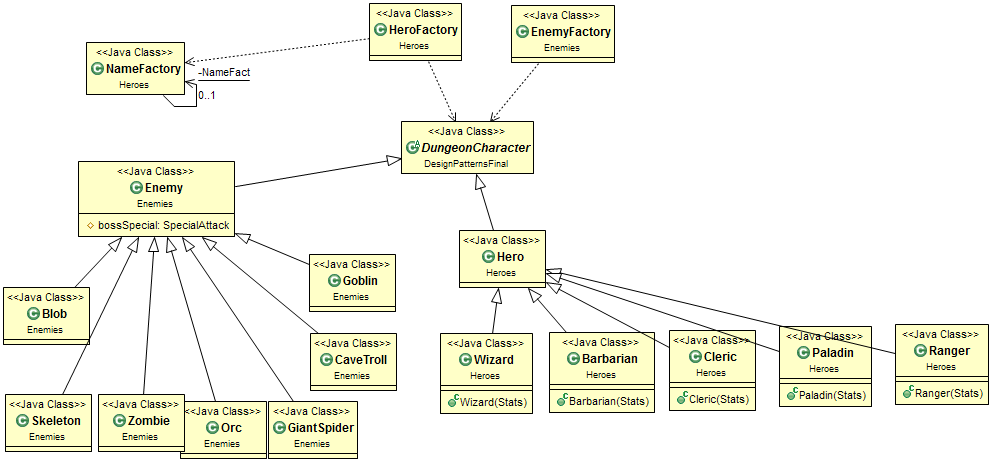 <<Java Class>>
HeroFactory
Heroes
<<Java Class>>
EnemyFactory
Enemies
<<Java Class>>
NameFactory
Heroes
-NameFact
0..1
<<Java Class>>
DungeonCharacter
DesignPatternsFinal
<<Java Class>>
Enemy
Enemies
bossSpecial: SpecialAttack
<<Java Class>>
Hero
Heroes
<<Java Class>>
Goblin
Enemies
<<Java Class>>
Blob
Enemies
<<Java Class>>
CaveTroll
Enemies
<<Java Class>>
Wizard
Heroes
Wizard(Stats)
<<Java Class>>
Barbarian
Heroes
Barbarian(Stats)
<<Java Class>>
Cleric
Heroes
Cleric(Stats)
<<Java Class>>
Paladin
Heroes
Paladin(Stats)
<<Java Class>>
Ranger
Heroes
Ranger(Stats)
<<Java Class>>
Skeleton
Enemies
<<Java Class>>
Zombie
Enemies
<<Java Class>>
Orc
Enemies
<<Java Class>>
GiantSpider
Enemies